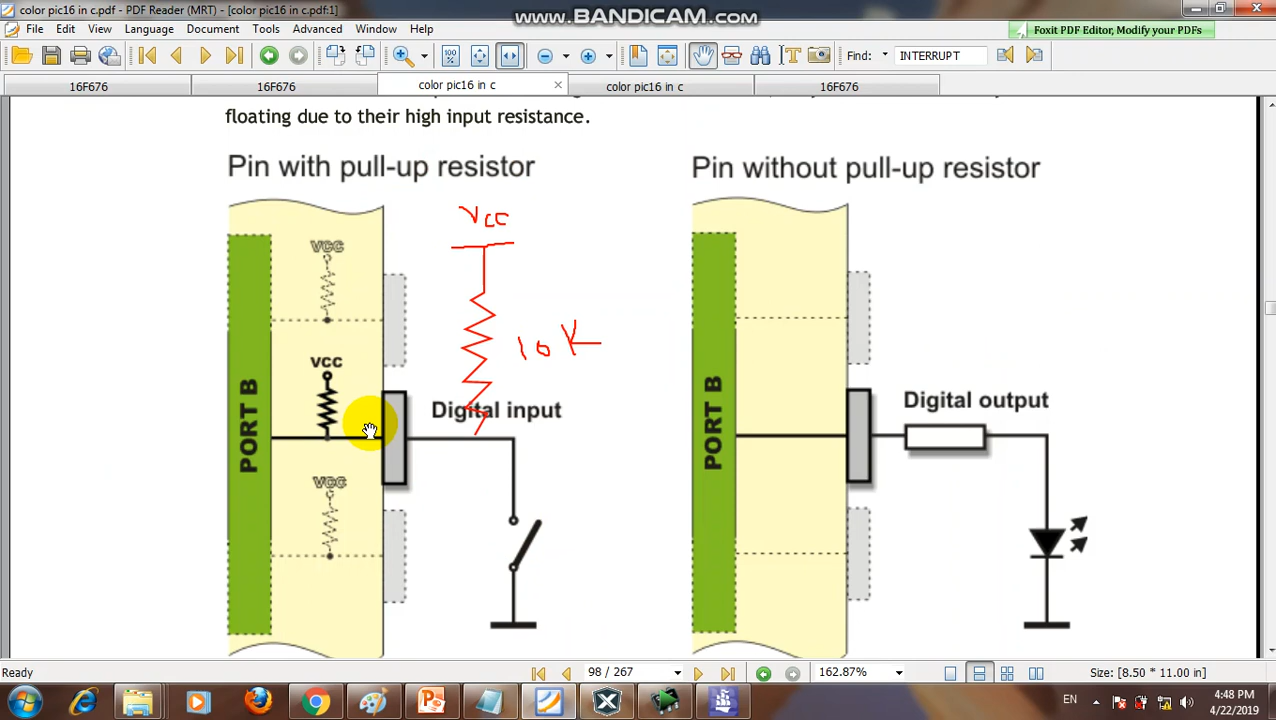 color pic16 in c.pdf - PDF Reader (MRT) - [color pic16 in c.pdf:1]
www.BANDICAM.com
File Edit View Language Document Tools Advanced Window Help
Foxit PDF Editor, Modify your PDFs
Find: INTERRUPT
16F676 16F676 color pic16 in c color pic16 in c 16F676
floating due to their high input resistance.
Pin with pull-up resistor
Pin without pull-up resistor
VCC
vcc
10K
vcc
vcc
PORT B
Digital input
PORT B
Digital output
Ready 98 / 267 162.87% Size: [8.50 * 11.00 in]
EN 4:48 PM
4/22/2019